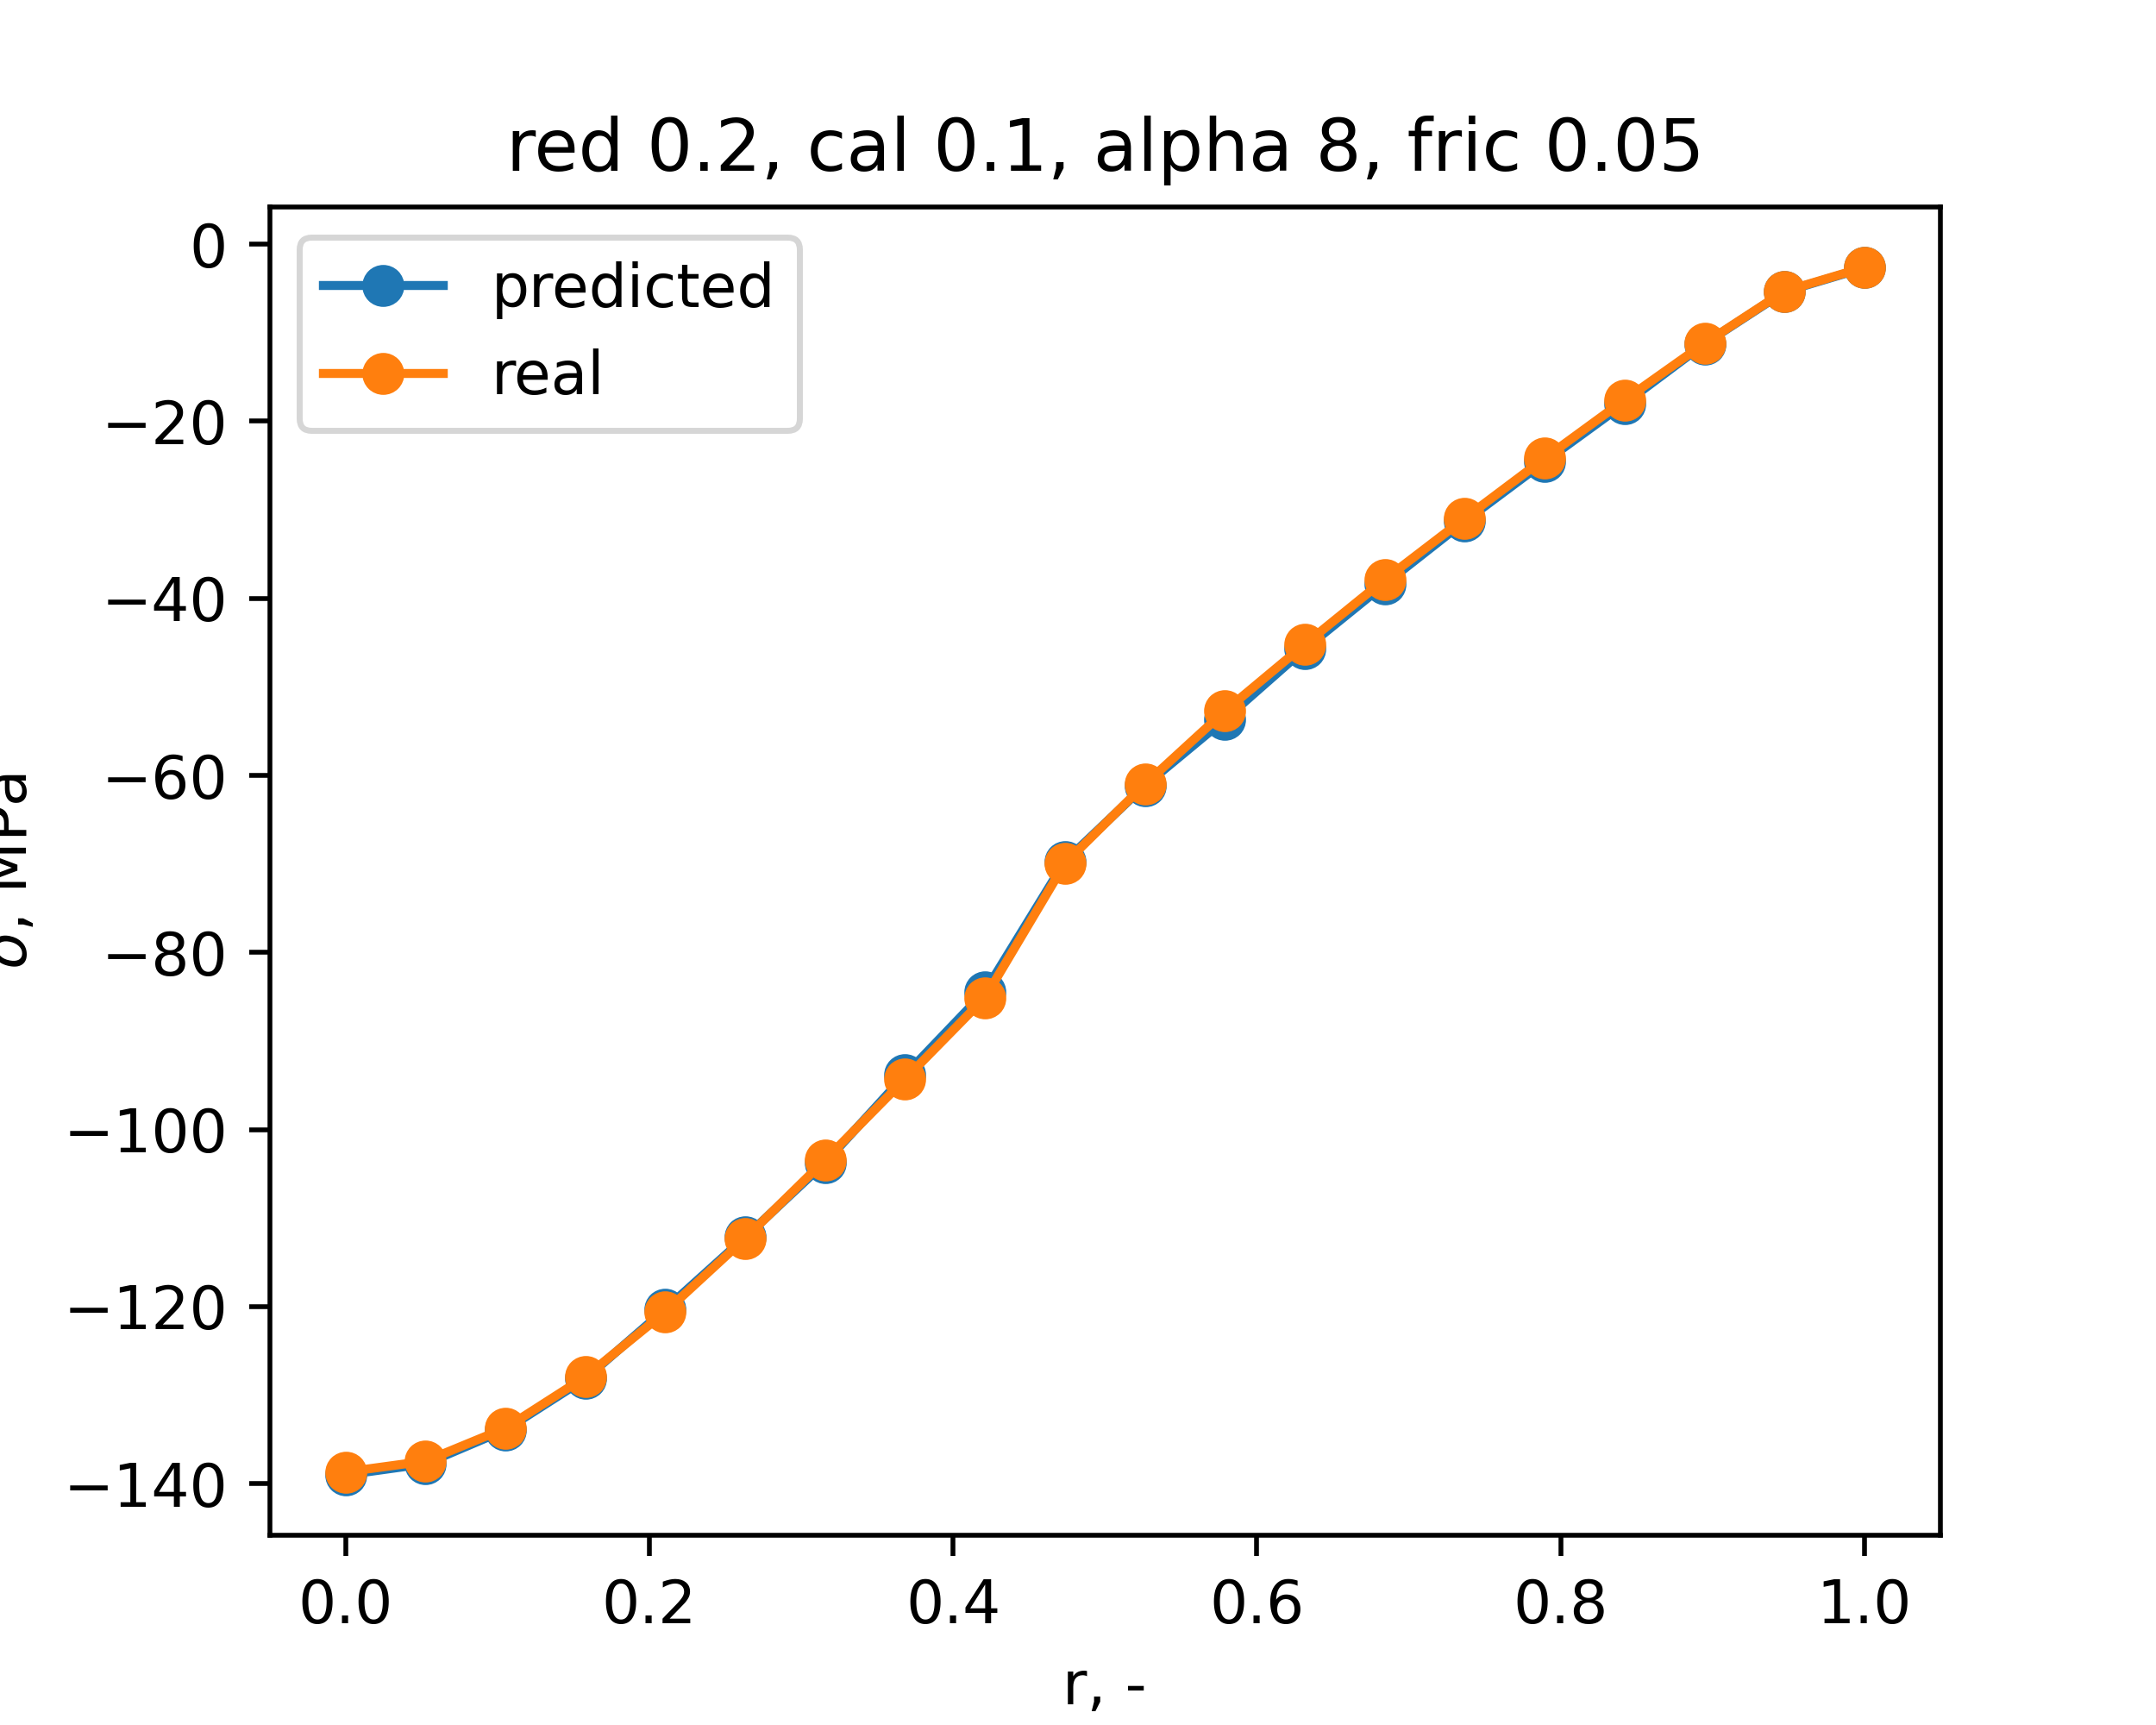 red 0.2, cal 0.1, alpha 8, fric 0.05
predicted
real
0
−20
−40
−60
−80
−100
−120
−140
, MPa
0.0 0.2 0.4 0.6 0.8 1.0
r, -